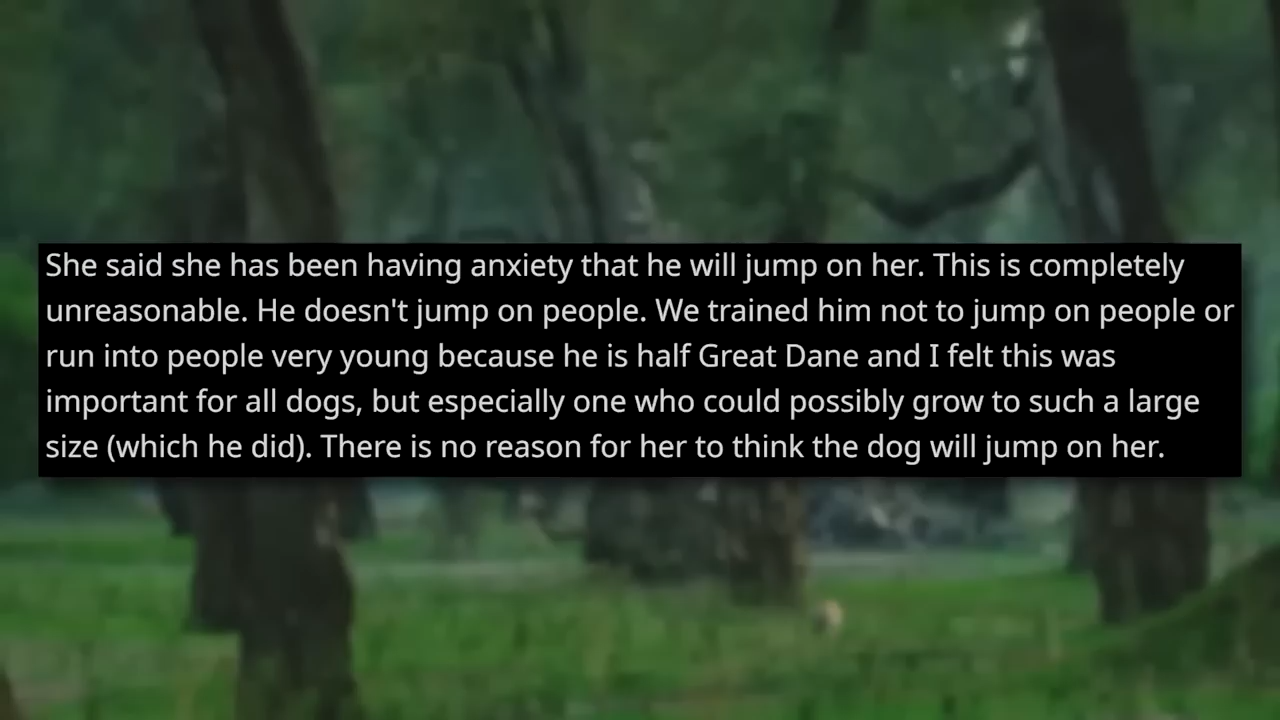 She said she has been having anxiety that he will jump on her. This is completely
unreasonable. He doesn't jump on people. We trained him not to jump on people or
run into people very young because he is half Great Dane and I felt this was
important for all dogs, but especially one who could possibly grow to such a large
size (which he did). There is no reason for her to think the dog will jump on her.